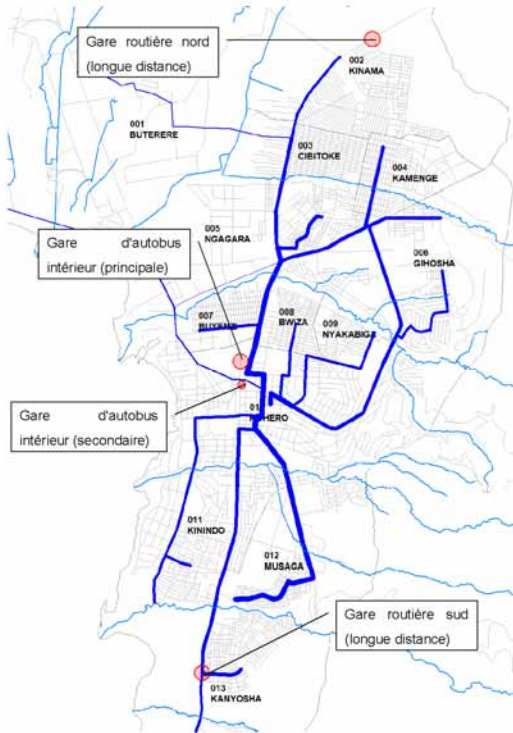 Gare routière nord
(longue distance)
002
KINAMA
001
BUTERERE
003
CIBITOKE
004
KAMENGE
005
NGAGARA
Gare d'autobus
intérieur (principale)
006
GIHOSHA
007
BUYENZI
008
BWIZA
009
NYAKABIGA
Gare d'autobus
intérieur (secondaire)
011
KININDO
012
MUSAGA
Gare routière sud
(longue distance)
013
KANYOSHA